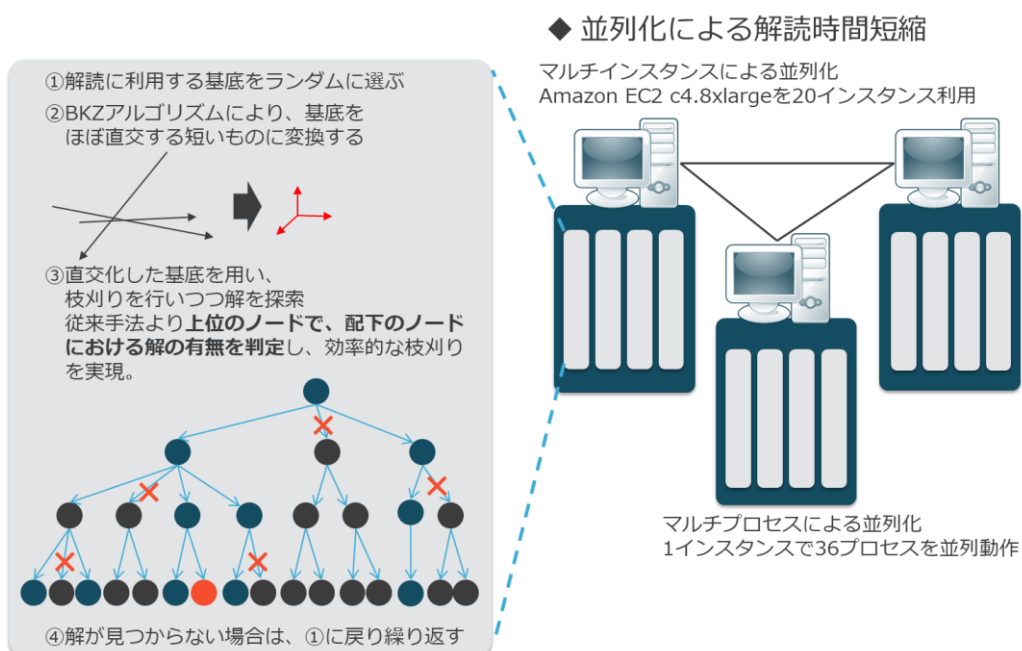 ◆ 並列化による解読時間短縮
マルチインスタンスによる並列化
Amazon EC2 c4.8xlargeを20インスタンス利用
①解読に利用する基底をランダムに選ぶ
②BKZアルゴリズムにより、基底を
ほぼ直交する短いものに変換する
③直交化した基底を用い、
枝刈りを行いつつ解を探索
従来手法より上位のノードで、配下のノード
における解の有無を判定し、効率的な枝刈り
を実現。
④解が見つからない場合は、①に戻り繰り返す
マルチプロセスによる並列化
1インスタンスで36プロセスを並列動作